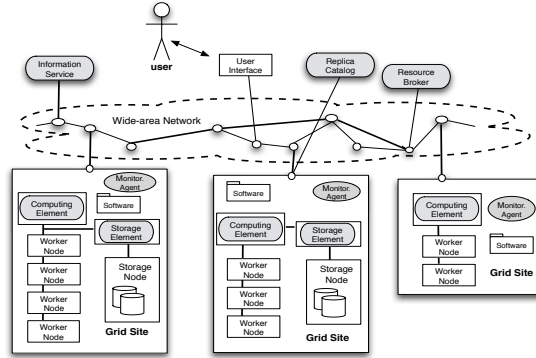 user
Information
Service
User
Interface
Replica
Catalog
Resource
Broker
Wide-area Network
Monitor.
Agent
Software
Computing
Element
Storage
Element
Worker
Node
Worker
Node
Worker
Node
Worker
Node
Storage
Node
Grid Site
Monitor.
Agent
Software
Computing
Element
Storage
Element
Worker
Node
Worker
Node
Worker
Node
Storage
Node
Grid Site
Computing
Element
Monitor.
Agent
Software
Worker
Node
Worker
Node
Grid Site